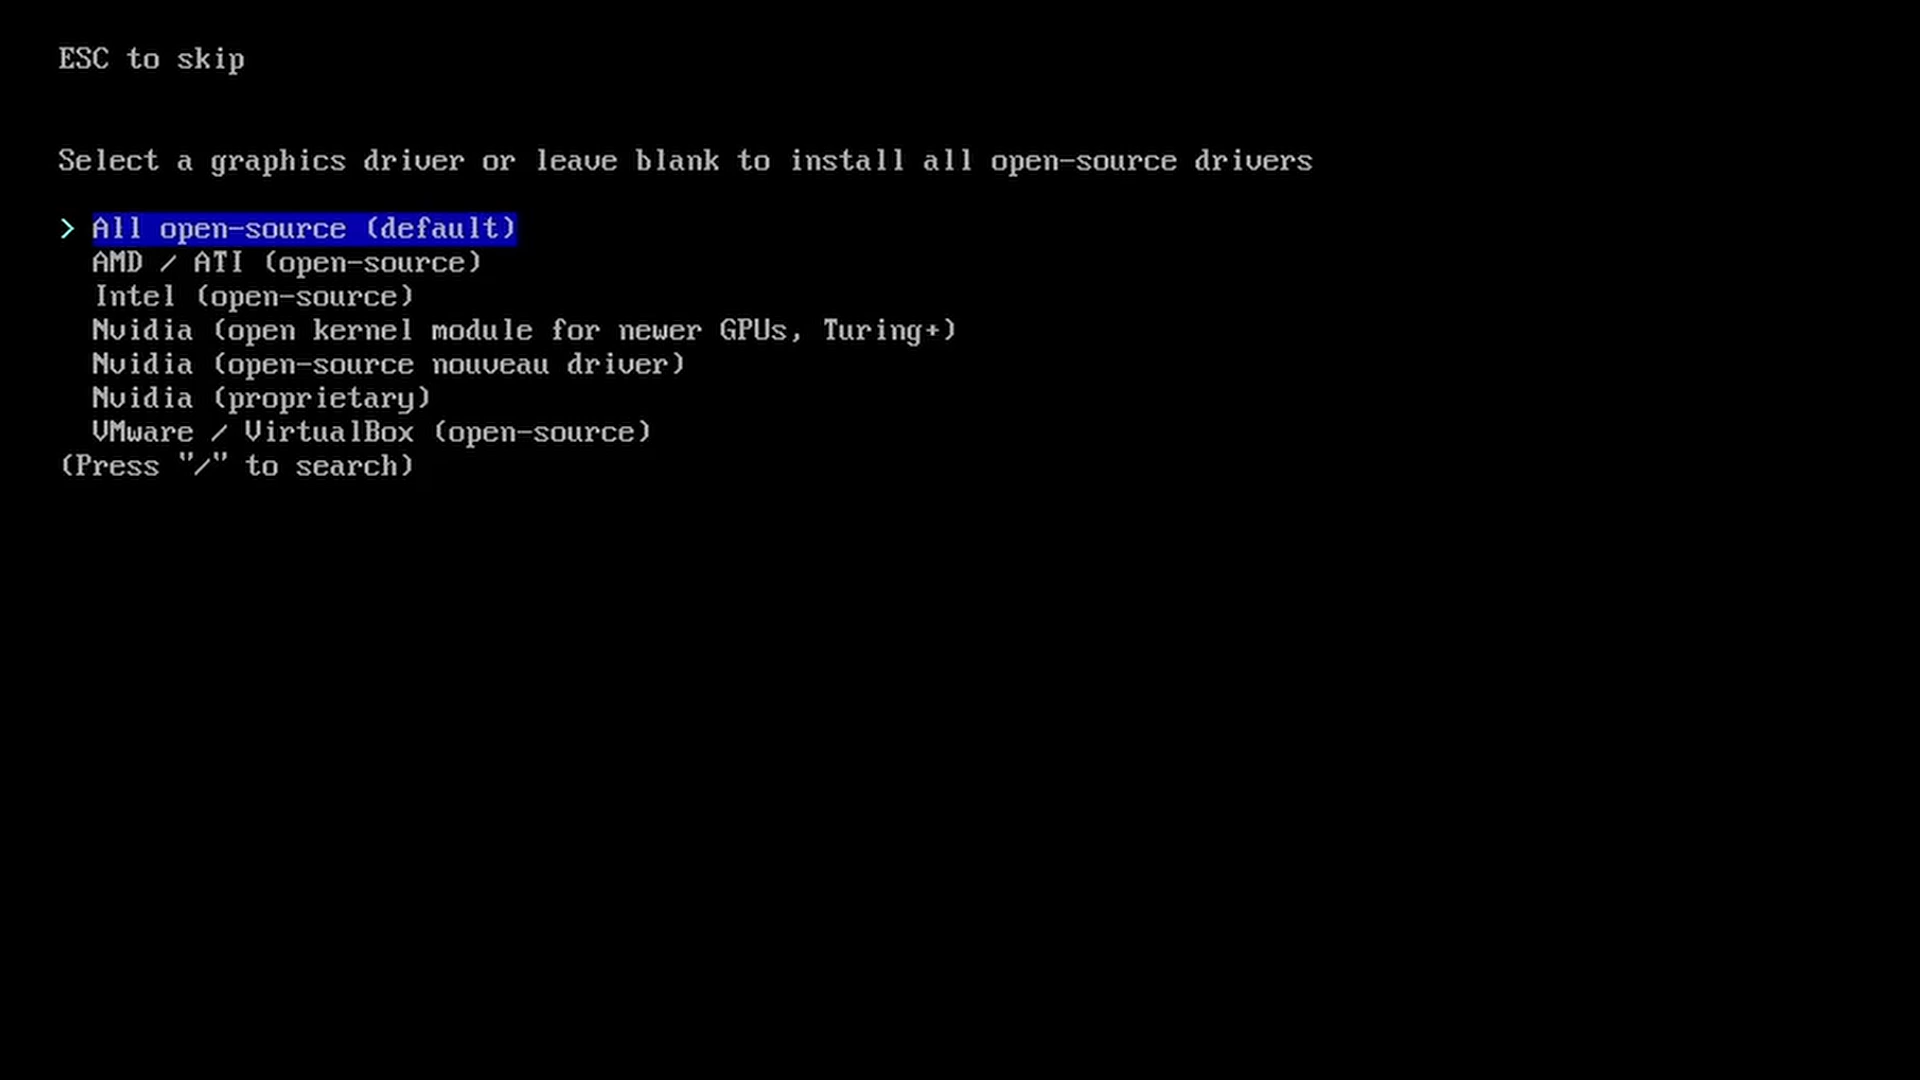 ESC to skip
Select a graphics driver or leave blank to install all open-source drivers
> All open-source (default)
AMD / ATI (open-source)
Intel (open-source)
Nvidia (open kernel module for newer GPUs, Turing+)
Nvidia (open-source nouveau driver)
Nvidia (proprietary)
VMware / VirtualBox (open-source)
(Press "/" to search)